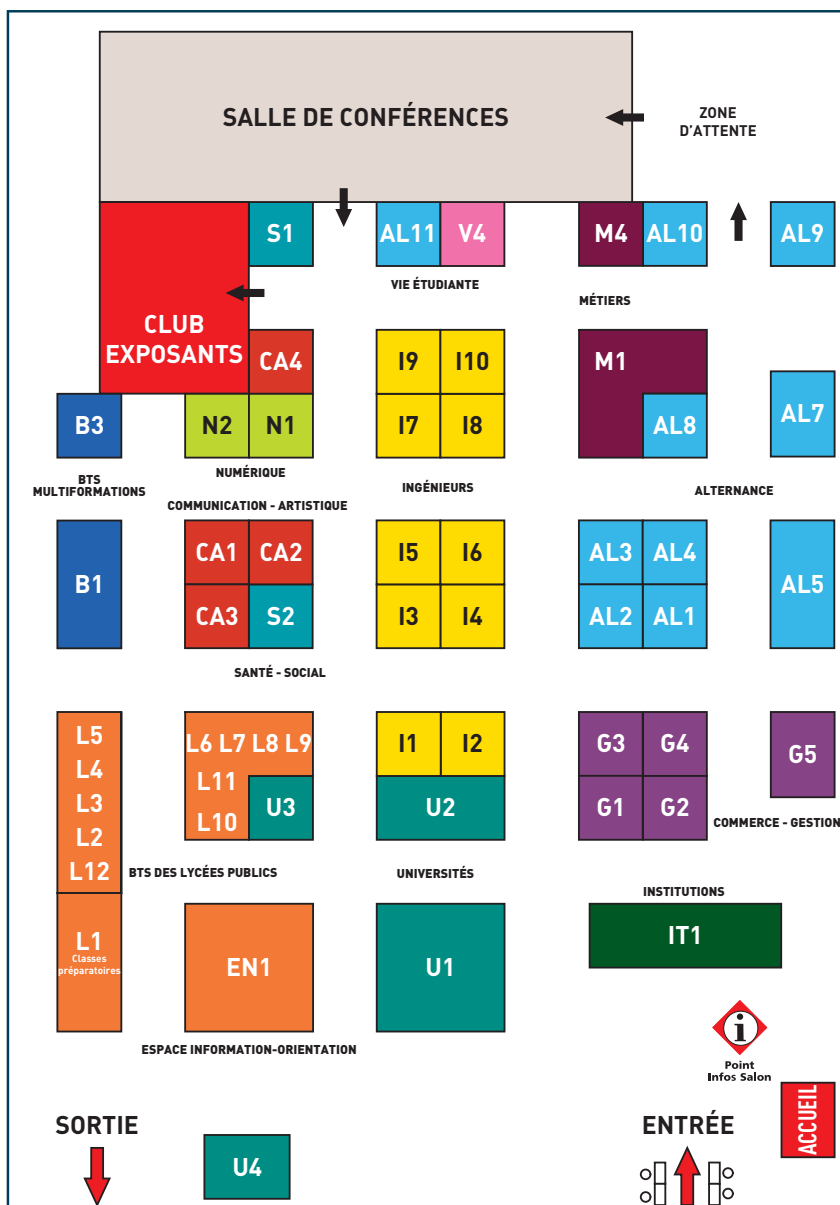 SALLE DE CONFÉRENCES
ZONE
D'ATTENTE
S1
AL11
V4
M4
AL10
AL9
VIE ÉTUDIANTE
MÉTIERS
CLUB
EXPOSANTS
CA4
I9
I10
M1
B3
N2
N1
I7
I8
AL8
AL7
BTS
MULTIFORMATIONS
NUMÉRIQUE
COMMUNICATION - ARTISTIQUE
INGÉNIEURS
ALTERNANCE
B1
CA1
CA2
I5
I6
AL3
AL4
AL5
CA3
S2
I3
I4
AL2
AL1
SANTÉ - SOCIAL
L5
L4
L3
L2
L12
L6 L7 L8 L9
L11
L10
U3
I1
I2
U2
G3
G4
G5
G1
G2
COMMERCE - GESTION
BTS DES LYCÉES PUBLICS
UNIVERSITÉS
INSTITUTIONS
L1
Classes
préparatoires
EN1
U1
IT1
ESPACE INFORMATION-ORIENTATION
i
Point
Infos Salon
SORTIE
U4
ENTRÉE
ACCUEIL